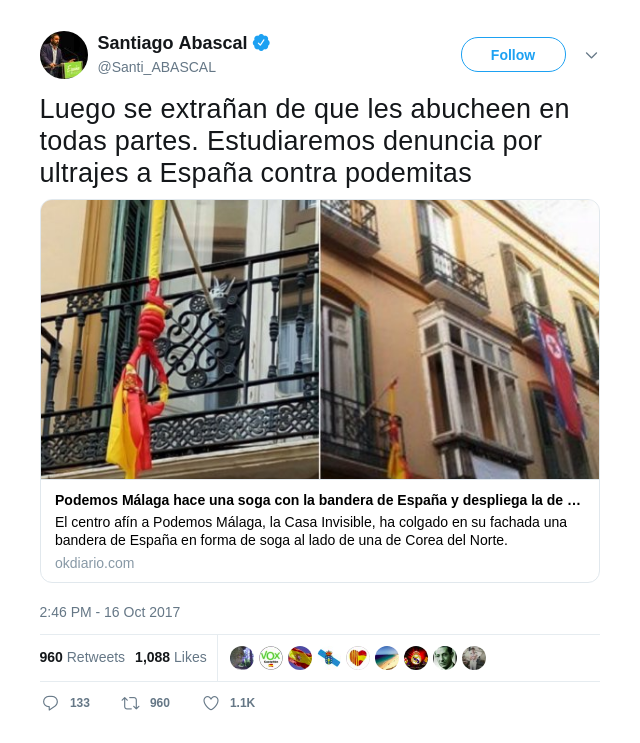 Santiago Abascal
@Santi_ABASCAL
Follow
Luego se extrañan de que les abucheen en
todas partes. Estudiaremos denuncia por
ultrajes a España contra podemitas
Podemos Málaga hace una soga con la bandera de España y despliega la de …
El centro afín a Podemos Málaga, la Casa Invisible, ha colgado en su fachada una
bandera de España en forma de soga al lado de una de Corea del Norte.
okdiario.com
2:46 PM - 16 Oct 2017
960 Retweets 1,088 Likes
VOX
133 960 1.1K